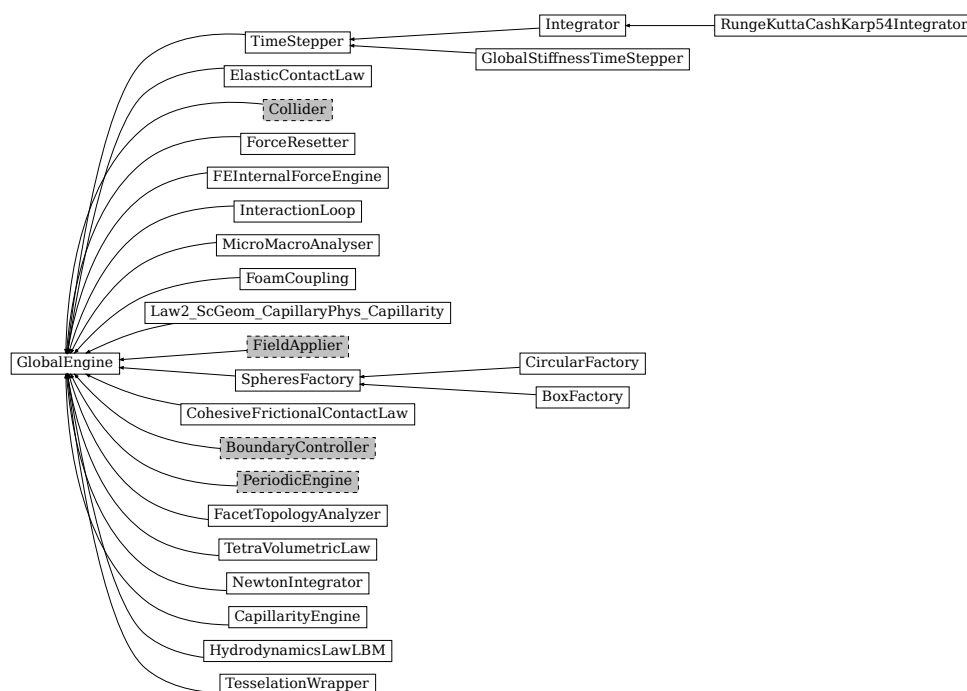 Integrator
RungeKuttaCashKarp54Integrator
TimeStepper
GlobalStiffnessTimeStepper
ElasticContactLaw
Collider
ForceResetter
FEInternalForceEngine
InteractionLoop
MicroMacroAnalyser
FoamCoupling
Law2_ScGeom_CapillaryPhys_Capillarity
FieldApplier
GlobalEngine
CircularFactory
SpheresFactory
BoxFactory
CohesiveFrictionalContactLaw
BoundaryController
PeriodicEngine
FacetTopologyAnalyzer
TetraVolumetricLaw
NewtonIntegrator
CapillarityEngine
HydrodynamicsLawLBM
TesselationWrapper